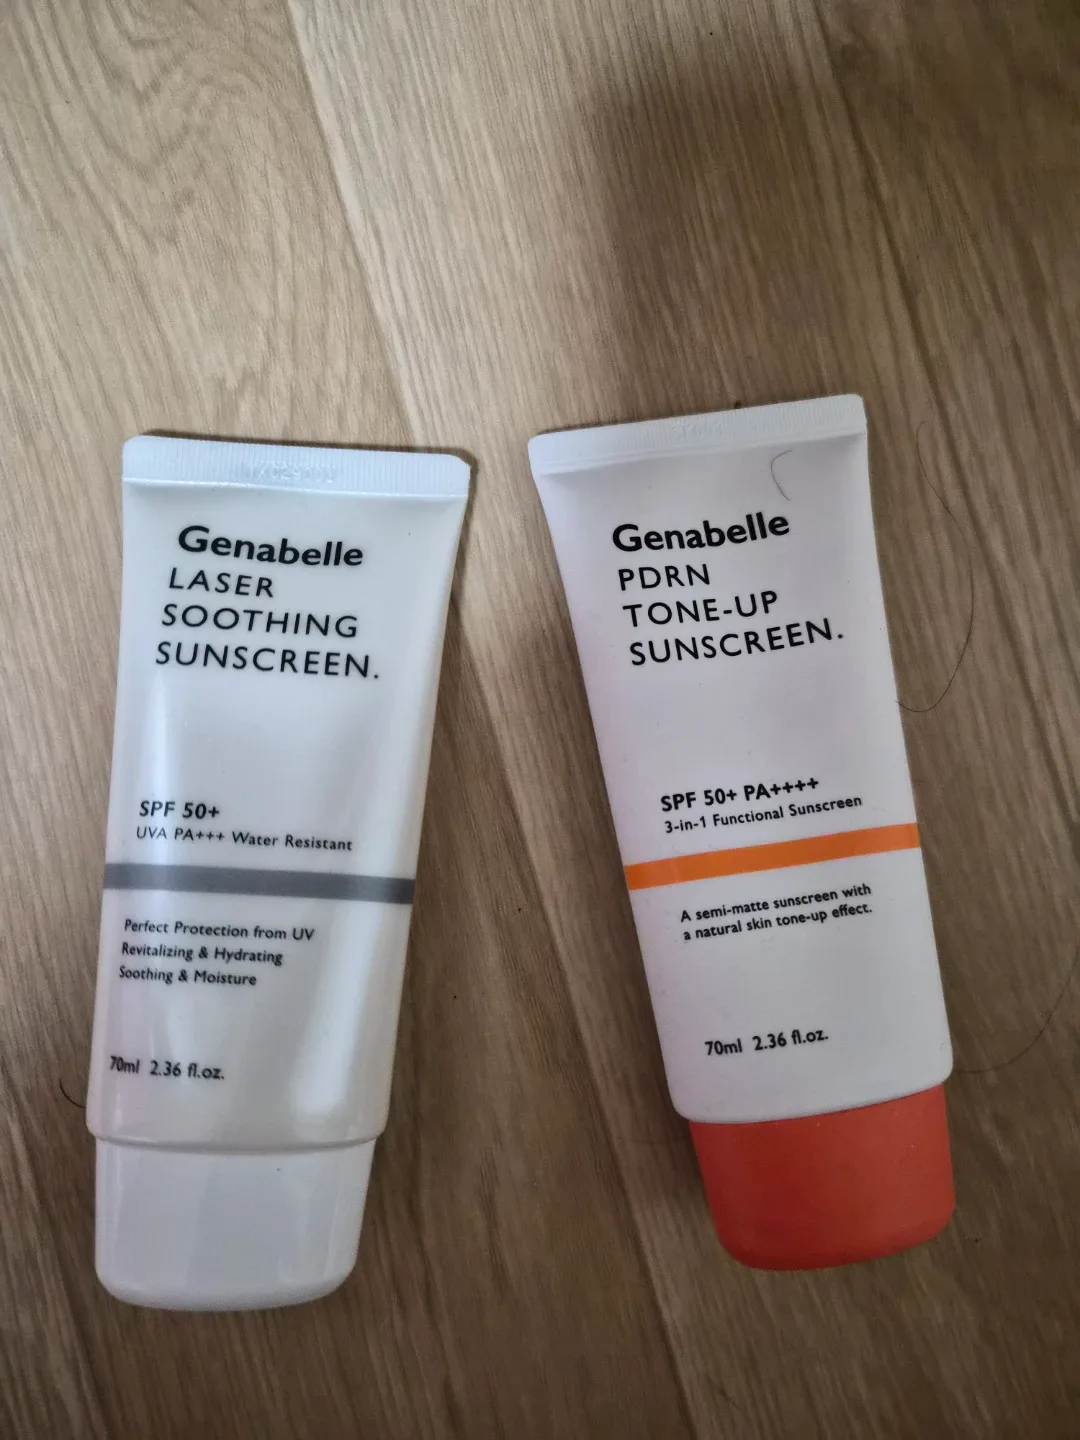 Genabelle
LASER
SOOTHING
SUNSCREEN.
SPF 50+
UVA PA+++ Water Resistant
Perfect Protection from UV
Revitalizing & Hydrating
Soothing & Moisture
70ml 2.36 fl.oz.
Genabelle
PDRN
TONE-UP
SUNSCREEN.
SPF 50+ PA++++
3-in-1 Functional Sunscreen
A semi-matte sunscreen with
a natural skin tone-up effect.
70ml 2.36 fl.oz.